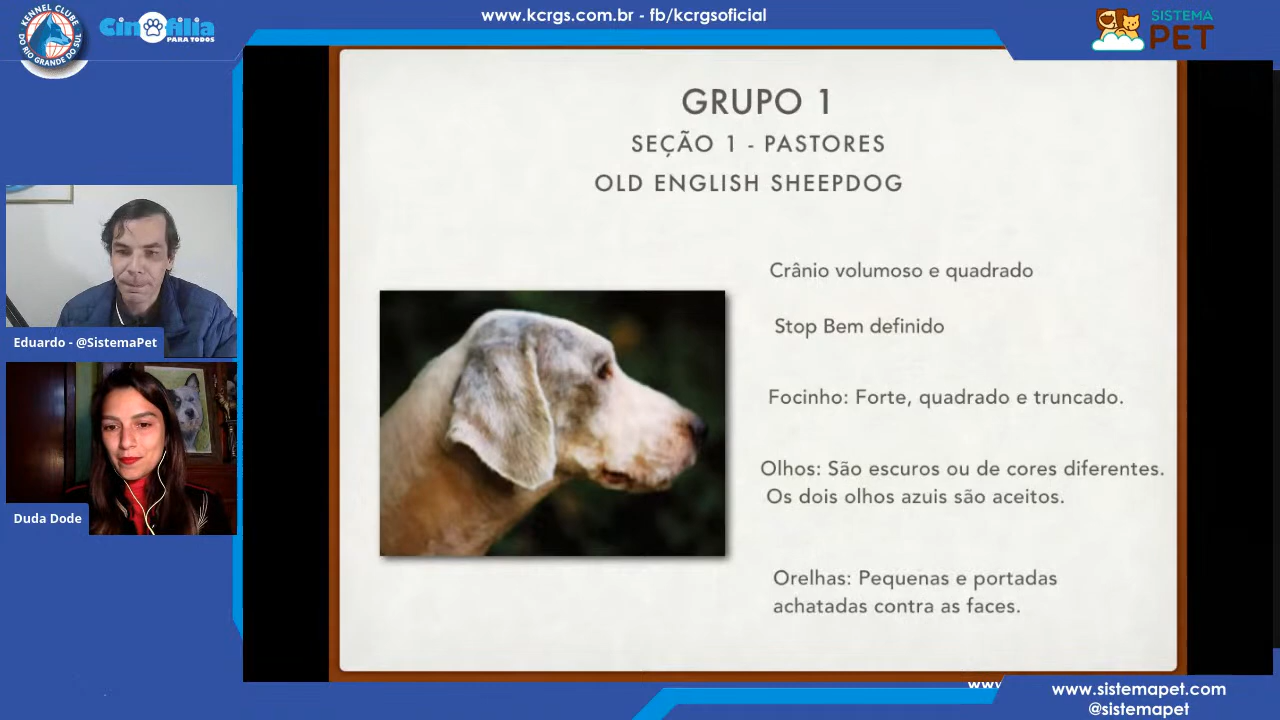 www.kcrgs.com.br - fb/kcrgsoficial
KENNEL CLUBE
DO RIO GRANDE DO SUL
Cinofilia
PARA TODOS
SISTEMA
PET
GRUPO 1
SEÇÃO 1 - PASTORES
OLD ENGLISH SHEEPDOG
Crânio volumoso e quadrado
Stop Bem definido
Focinho: Forte, quadrado e truncado.
Olhos: São escuros ou de cores diferentes.
Os dois olhos azuis são aceitos.
Orelhas: Pequenas e portadas
achatadas contra as faces.
Eduardo - @SistemaPet
Duda Dode
www
www.sistemapet.com
@sistemapet